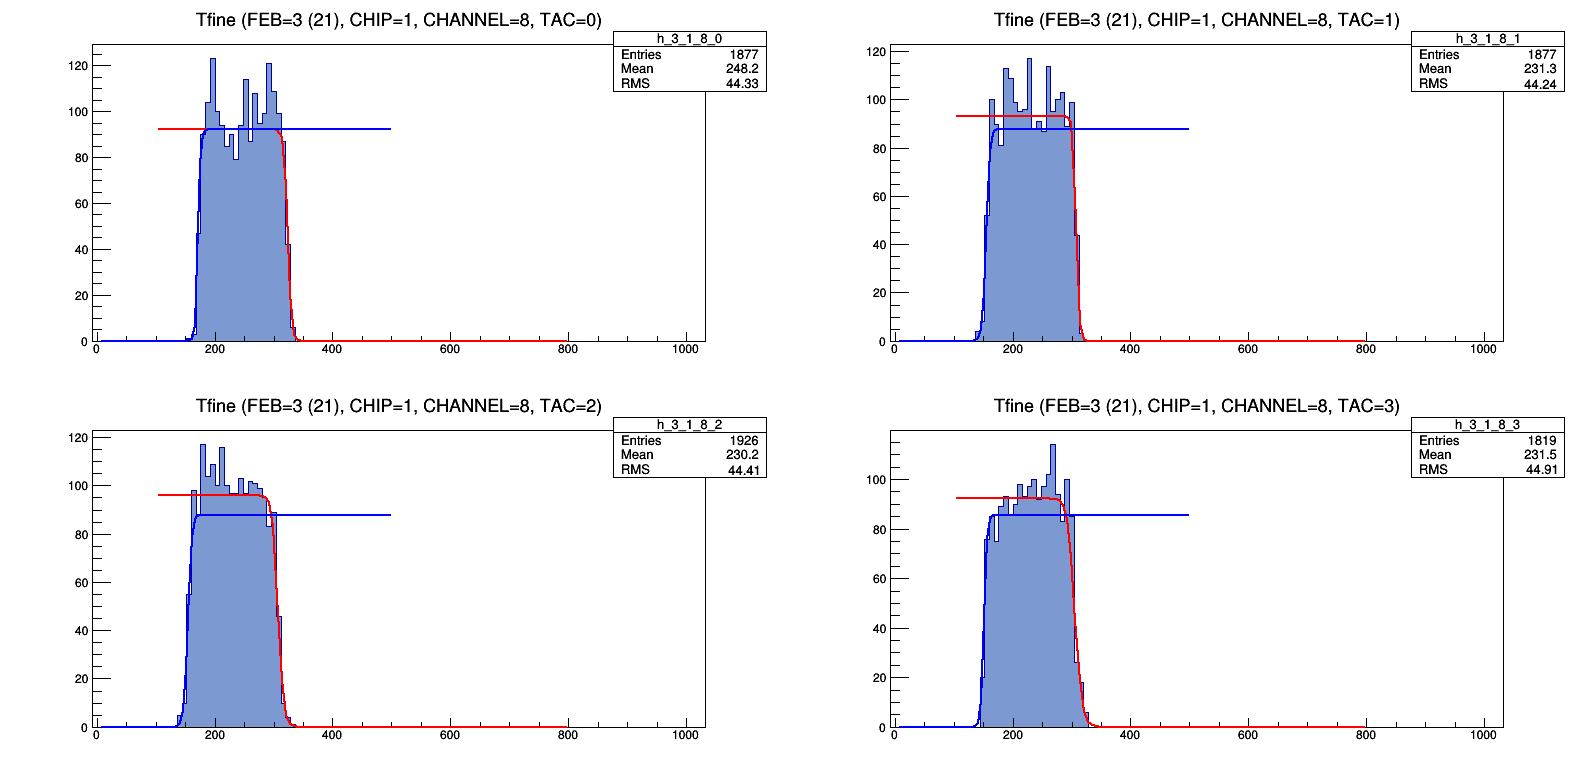 Tfine (FEB=3 (21), CHIP=1, CHANNEL=8, TAC=0)
h_3_1_8_0
Entries 1877
Mean 248.2
RMS 44.33
120
100
80
60
40
20
0
0 200 400 600 800 1000
Tfine (FEB=3 (21), CHIP=1, CHANNEL=8, TAC=1)
h_3_1_8_1
Entries 1877
Mean 231.3
RMS 44.24
120
100
80
60
40
20
0
0 200 400 600 800 1000
Tfine (FEB=3 (21), CHIP=1, CHANNEL=8, TAC=2)
h_3_1_8_2
Entries 1926
Mean 230.2
RMS 44.41
120
100
80
60
40
20
0
0 200 400 600 800 1000
Tfine (FEB=3 (21), CHIP=1, CHANNEL=8, TAC=3)
h_3_1_8_3
Entries 1819
Mean 231.5
RMS 44.91
100
80
60
40
20
0
0 200 400 600 800 1000